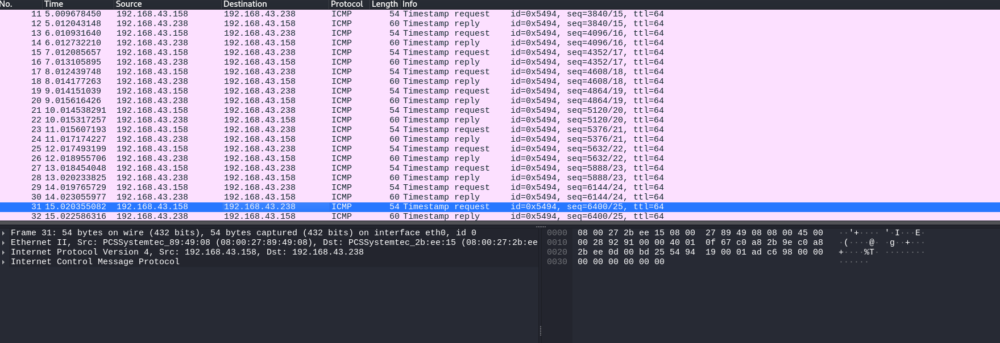 No. Time Source Destination Protocol Length Info
11 5.009678450 192.168.43.158 192.168.43.238 ICMP 54 Timestamp request id=0x5494, seq=3840/15, ttl=64
12 5.012043148 192.168.43.238 192.168.43.158 ICMP 60 Timestamp reply id=0x5494, seq=3840/15, ttl=64
13 6.010931640 192.168.43.158 192.168.43.238 ICMP 54 Timestamp request id=0x5494, seq=4096/16, ttl=64
14 6.012732210 192.168.43.238 192.168.43.158 ICMP 60 Timestamp reply id=0x5494, seq=4096/16, ttl=64
15 7.012085657 192.168.43.158 192.168.43.238 ICMP 54 Timestamp request id=0x5494, seq=4352/17, ttl=64
16 7.013105895 192.168.43.238 192.168.43.158 ICMP 60 Timestamp reply id=0x5494, seq=4352/17, ttl=64
17 8.012439748 192.168.43.158 192.168.43.238 ICMP 54 Timestamp request id=0x5494, seq=4608/18, ttl=64
18 8.014177263 192.168.43.238 192.168.43.158 ICMP 60 Timestamp reply id=0x5494, seq=4608/18, ttl=64
19 9.014151039 192.168.43.158 192.168.43.238 ICMP 54 Timestamp request id=0x5494, seq=4864/19, ttl=64
20 9.015616426 192.168.43.238 192.168.43.158 ICMP 60 Timestamp reply id=0x5494, seq=4864/19, ttl=64
21 10.014538291 192.168.43.158 192.168.43.238 ICMP 54 Timestamp request id=0x5494, seq=5120/20, ttl=64
22 10.015317257 192.168.43.238 192.168.43.158 ICMP 60 Timestamp reply id=0x5494, seq=5120/20, ttl=64
23 11.015607193 192.168.43.158 192.168.43.238 ICMP 54 Timestamp request id=0x5494, seq=5376/21, ttl=64
24 11.017174227 192.168.43.238 192.168.43.158 ICMP 60 Timestamp reply id=0x5494, seq=5376/21, ttl=64
25 12.017493199 192.168.43.158 192.168.43.238 ICMP 54 Timestamp request id=0x5494, seq=5632/22, ttl=64
26 12.018955706 192.168.43.238 192.168.43.158 ICMP 60 Timestamp reply id=0x5494, seq=5632/22, ttl=64
27 13.018454048 192.168.43.158 192.168.43.238 ICMP 54 Timestamp request id=0x5494, seq=5888/23, ttl=64
28 13.020233825 192.168.43.238 192.168.43.158 ICMP 60 Timestamp reply id=0x5494, seq=5888/23, ttl=64
29 14.019765729 192.168.43.158 192.168.43.238 ICMP 54 Timestamp request id=0x5494, seq=6144/24, ttl=64
30 14.023055977 192.168.43.238 192.168.43.158 ICMP 60 Timestamp reply id=0x5494, seq=6144/24, ttl=64
31 15.020355082 192.168.43.158 192.168.43.238 ICMP 54 Timestamp request id=0x5494, seq=6400/25, ttl=64
32 15.022586316 192.168.43.238 192.168.43.158 ICMP 60 Timestamp reply id=0x5494, seq=6400/25, ttl=64
Frame 31: 54 bytes on wire (432 bits), 54 bytes captured (432 bits) on interface eth0, id 0
Ethernet II, Src: PCSSystemtec_89:49:08 (08:00:27:89:49:08), Dst: PCSSystemtec_2b:ee:15 (08:00:27:2b:ee
Internet Protocol Version 4, Src: 192.168.43.158, Dst: 192.168.43.238
Internet Control Message Protocol
0000 08 00 27 2b ee 15 08 00 27 89 49 08 08 00 45 00 ··'+···· '·I···E·
0010 00 28 92 91 00 00 40 01 0f 67 c0 a8 2b 9e c0 a8 ·(····@· ·g··+···
0020 2b ee 0d 00 bd 25 54 94 19 00 01 ad c6 98 00 00 +····%T· ········
0030 00 00 00 00 00 00 ······